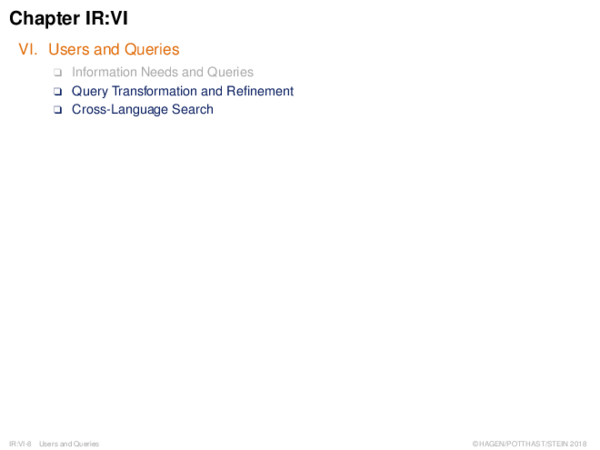 Chapter IR:VI
VI. Users and Queries
❑ Information Needs and Queries
❑ Query Transformation and Refinement
❑ Cross-Language Search
IR:VI-8 Users and Queries
©HAGEN/POTTHAST/STEIN 2018